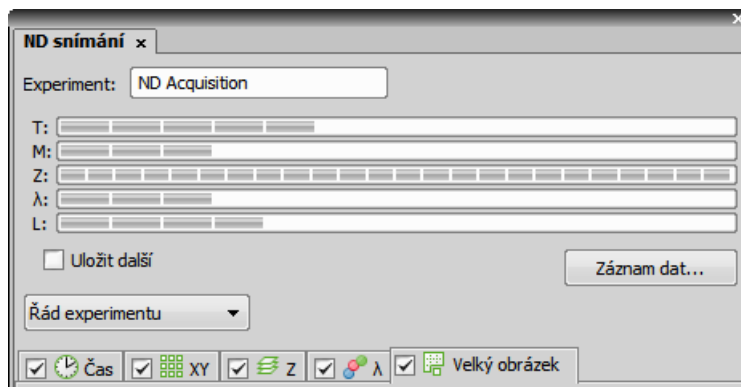 ND snímání x
Experiment: ND Acquisition
T:
M:
Z:
λ:
L:
Uložit další
Záznam dat...
Řád experimentu
Čas XY Z λ Velký obrázek